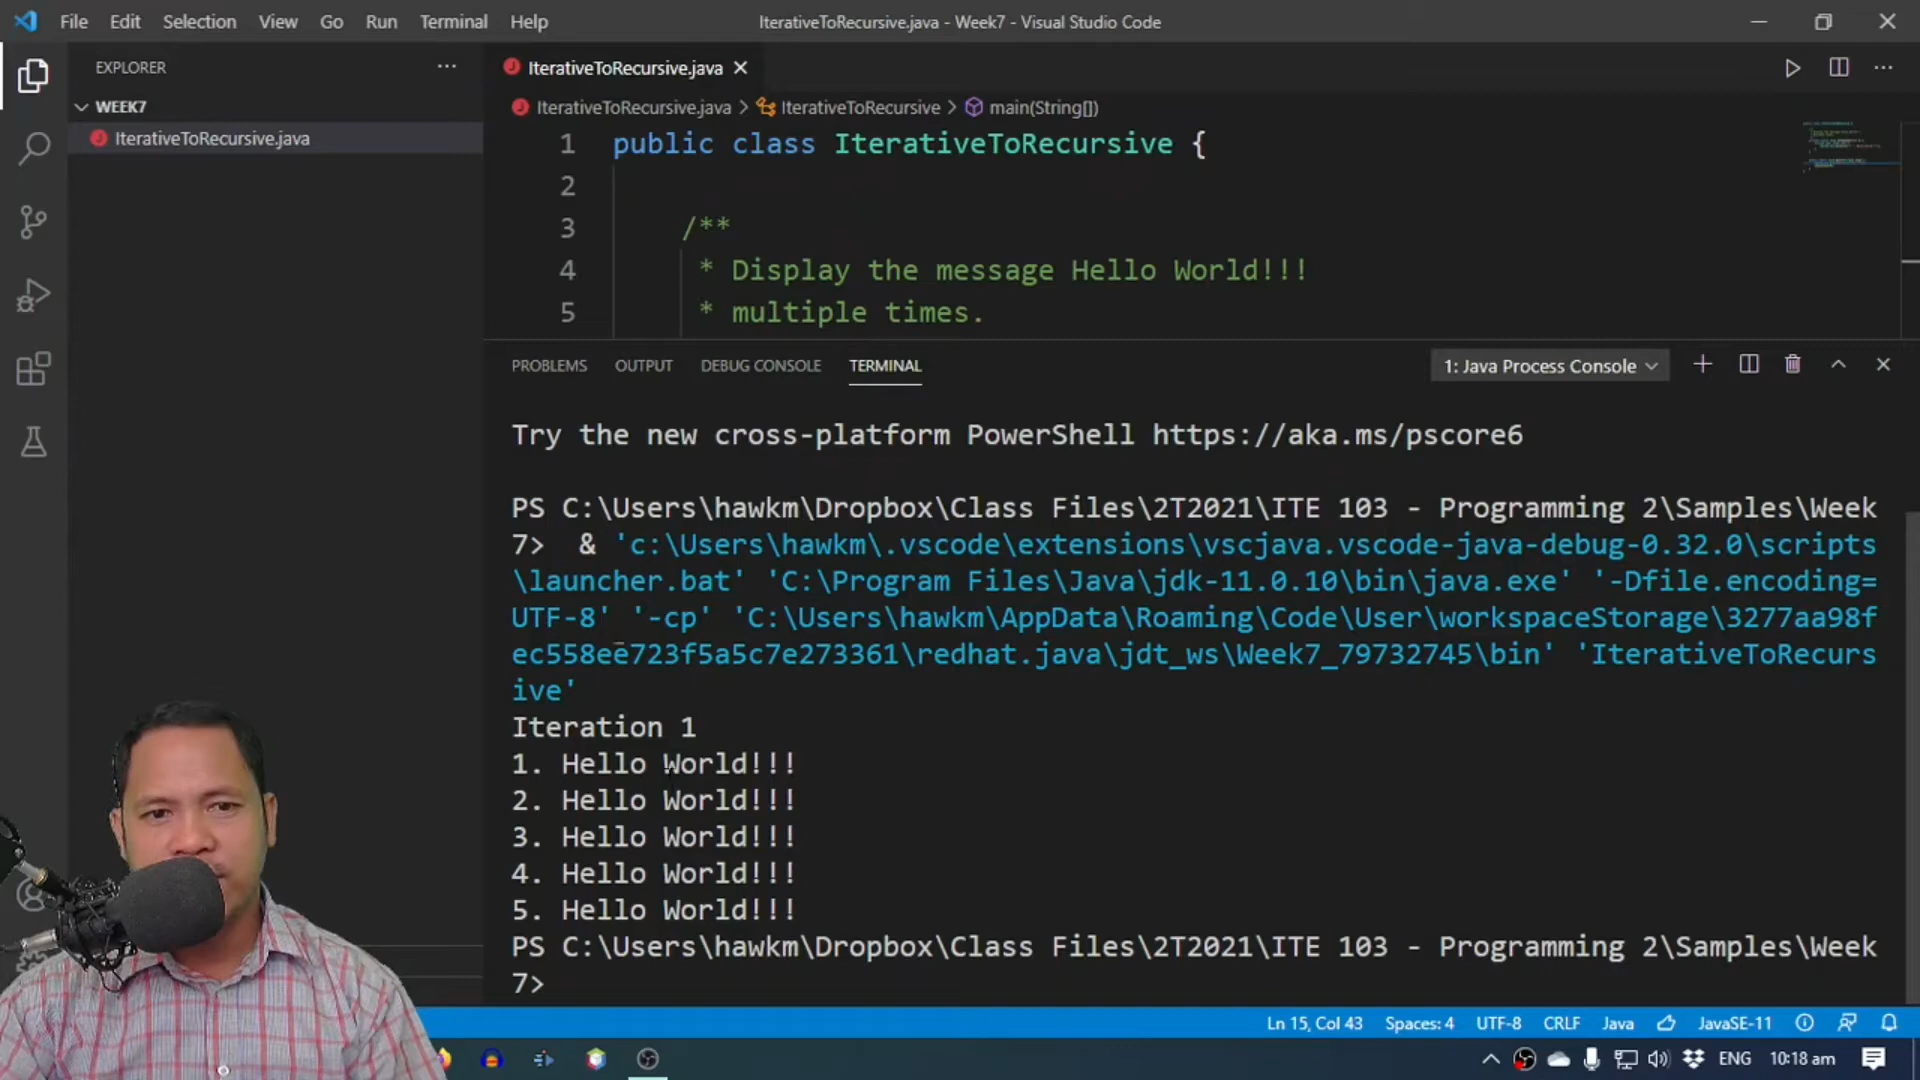 File Edit Selection View Go Run Terminal Help
IterativeToRecursive.java - Week7 - Visual Studio Code
EXPLORER
WEEK7
IterativeToRecursive.java
IterativeToRecursive.java
IterativeToRecursive.java > IterativeToRecursive > main(String[])
1 public class IterativeToRecursive {
2
3 /**
4 * Display the message Hello World!!!
5 * multiple times.
PROBLEMS OUTPUT DEBUG CONSOLE TERMINAL
1: Java Process Console
Try the new cross-platform PowerShell https://aka.ms/pscore6
PS C:\Users\hawkm\Dropbox\Class Files\2T2021\ITE 103 - Programming 2\Samples\Week
7> & 'c:\Users\hawkm\.vscode\extensions\vscjava.vscode-java-debug-0.32.0\scripts
\launcher.bat' 'C:\Program Files\Java\jdk-11.0.10\bin\java.exe' '-Dfile.encoding=
UTF-8' '-cp' 'C:\Users\hawkm\AppData\Roaming\Code\User\workspaceStorage\3277aa98f
ec558ee723f5a5c7e273361\redhat.java\jdt_ws\Week7_79732745\bin' 'IterativeToRecurs
ive'
Iteration 1
1. Hello World!!!
2. Hello World!!!
3. Hello World!!!
4. Hello World!!!
5. Hello World!!!
PS C:\Users\hawkm\Dropbox\Class Files\2T2021\ITE 103 - Programming 2\Samples\Week
7>
Ln 15, Col 43 Spaces: 4 UTF-8 CRLF Java JavaSE-11
ENG 10:18 am